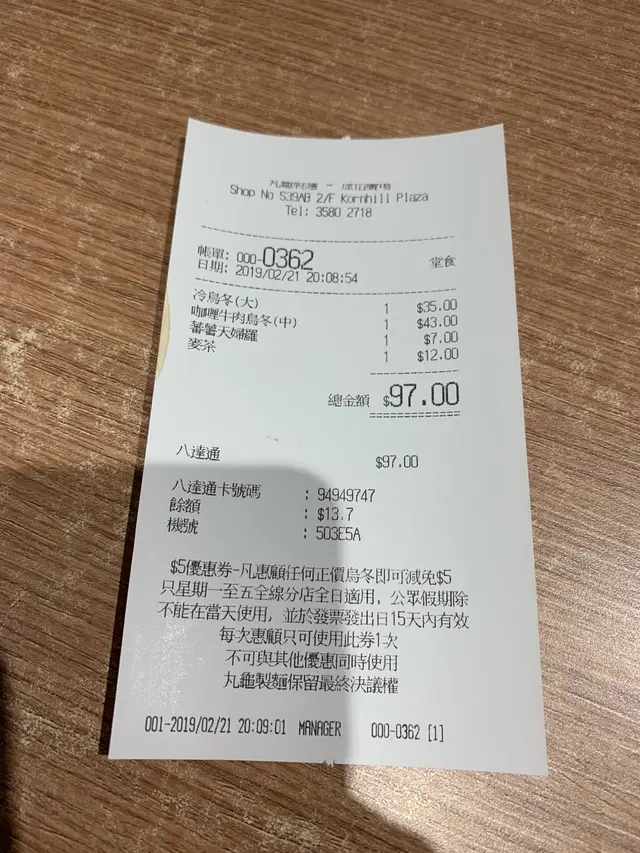 丸龜製麵 -
Shop No S39AB 2/F Kornhill Plaza
Tel: 3580 2718
帳單: 000-0362 堂食
日期: 2019/02/21 20:08:54
冷烏冬(大) 1 $35.00
咖喱牛肉烏冬(中) 1 $43.00
蕃薯天婦羅 1 $7.00
麥茶 1 $12.00
總金額 $97.00
八達通 $97.00
八達通卡號碼 : 94949747
餘額 : $13.7
機號 : 503E5A
$5優惠券-凡惠顧任何正價烏冬即可減免$5
只星期一至五全線分店全日適用, 公眾假期除
不能在當天使用, 並於發票發出日15天內有效
每次惠顧只可使用此券1次
不可與其他優惠同時使用
丸龜製麵保留最終決議權
001-2019/02/21 20:09:01 MANAGER 000-0362 [1]